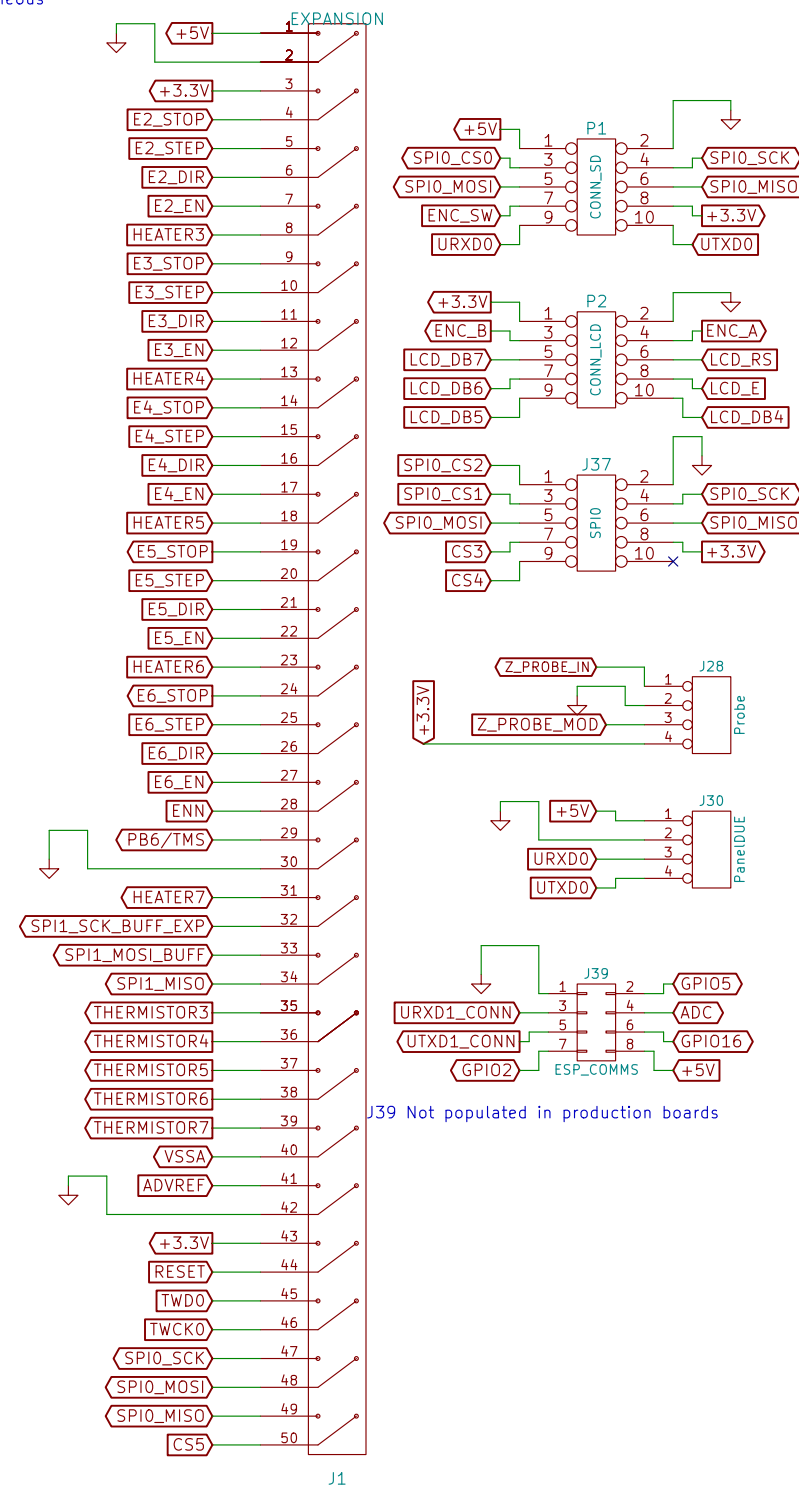 EXPANSION
+5V 1
2
+3.3V 3
E2_STOP 4
E2_STEP 5
E2_DIR 6
E2_EN 7
HEATER3 8
E3_STOP 9
E3_STEP 10
E3_DIR 11
E3_EN 12
HEATER4 13
E4_STOP 14
E4_STEP 15
E4_DIR 16
E4_EN 17
HEATER5 18
E5_STOP 19
E5_STEP 20
E5_DIR 21
E5_EN 22
HEATER6 23
E6_STOP 24
E6_STEP 25
E6_DIR 26
E6_EN 27
ENN 28
PB6/TMS 29
30
HEATER7 31
SPI1_SCK_BUFF_EXP 32
SPI1_MOSI_BUFF 33
SPI1_MISO 34
THERMISTOR3 35
THERMISTOR4 36
THERMISTOR5 37
THERMISTOR6 38
THERMISTOR7 39
VSSA 40
ADVREF 41
42
+3.3V 43
RESET 44
TWD0 45
TWCK0 46
SPI0_SCK 47
SPI0_MOSI 48
SPI0_MISO 49
CS5 50
J1
P1
CONN_SD
+5V 1 2
SPI0_CS0 3 4 SPI0_SCK
SPI0_MOSI 5 6 SPI0_MISO
ENC_SW 7 8 +3.3V
URXD0 9 10 UTXD0
P2
CONN_LCD
+3.3V 1 2
ENC_B 3 4 ENC_A
LCD_DB7 5 6 LCD_RS
LCD_DB6 7 8 LCD_E
LCD_DB5 9 10 LCD_DB4
J37
SPI0
SPI0_CS2 1 2
SPI0_CS1 3 4 SPI0_SCK
SPI0_MOSI 5 6 SPI0_MISO
CS3 7 8 +3.3V
CS4 9 10
J28
Probe
Z_PROBE_IN 1
2
Z_PROBE_MOD 3
+3.3V 4
J30
PanelDUE
+5V 1
2
URXD0 3
UTXD0 4
J39
1 2 GPIO5
URXD1_CONN 3 4 ADC
UTXD1_CONN 5 6 GPIO16
GPIO2 7 8 +5V
ESP_COMMS
J39 Not populated in production boards